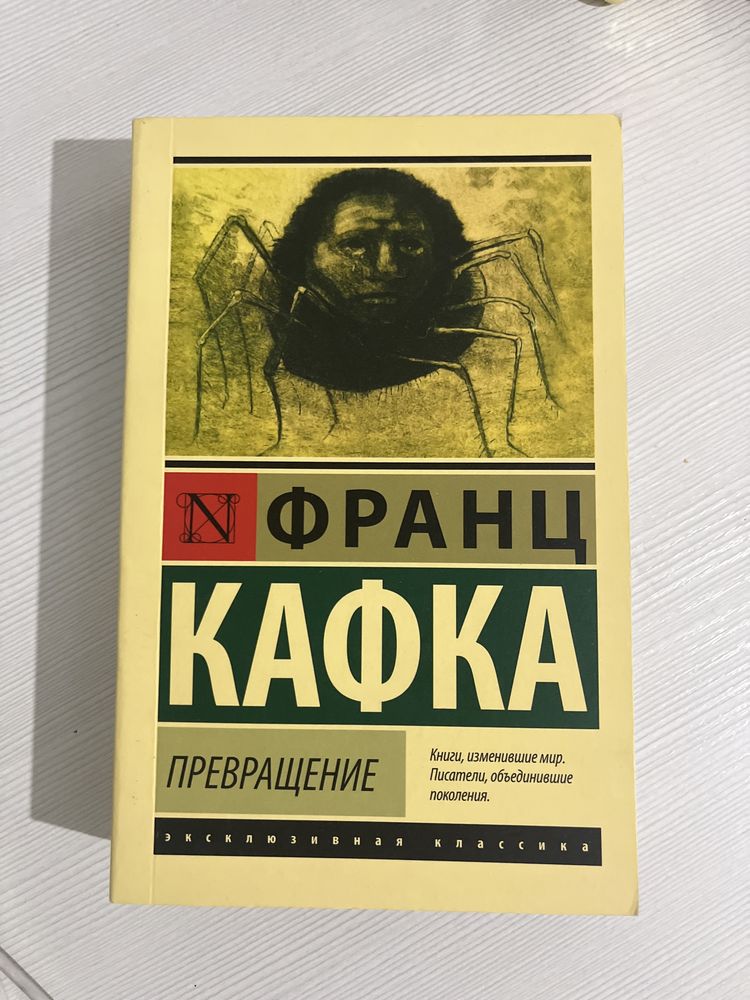 N ФРАНЦ
КАФКА
ПРЕВРАЩЕНИЕ
Книги, изменившие мир.
Писатели, объединившие
поколения.
эксклюзивная классика